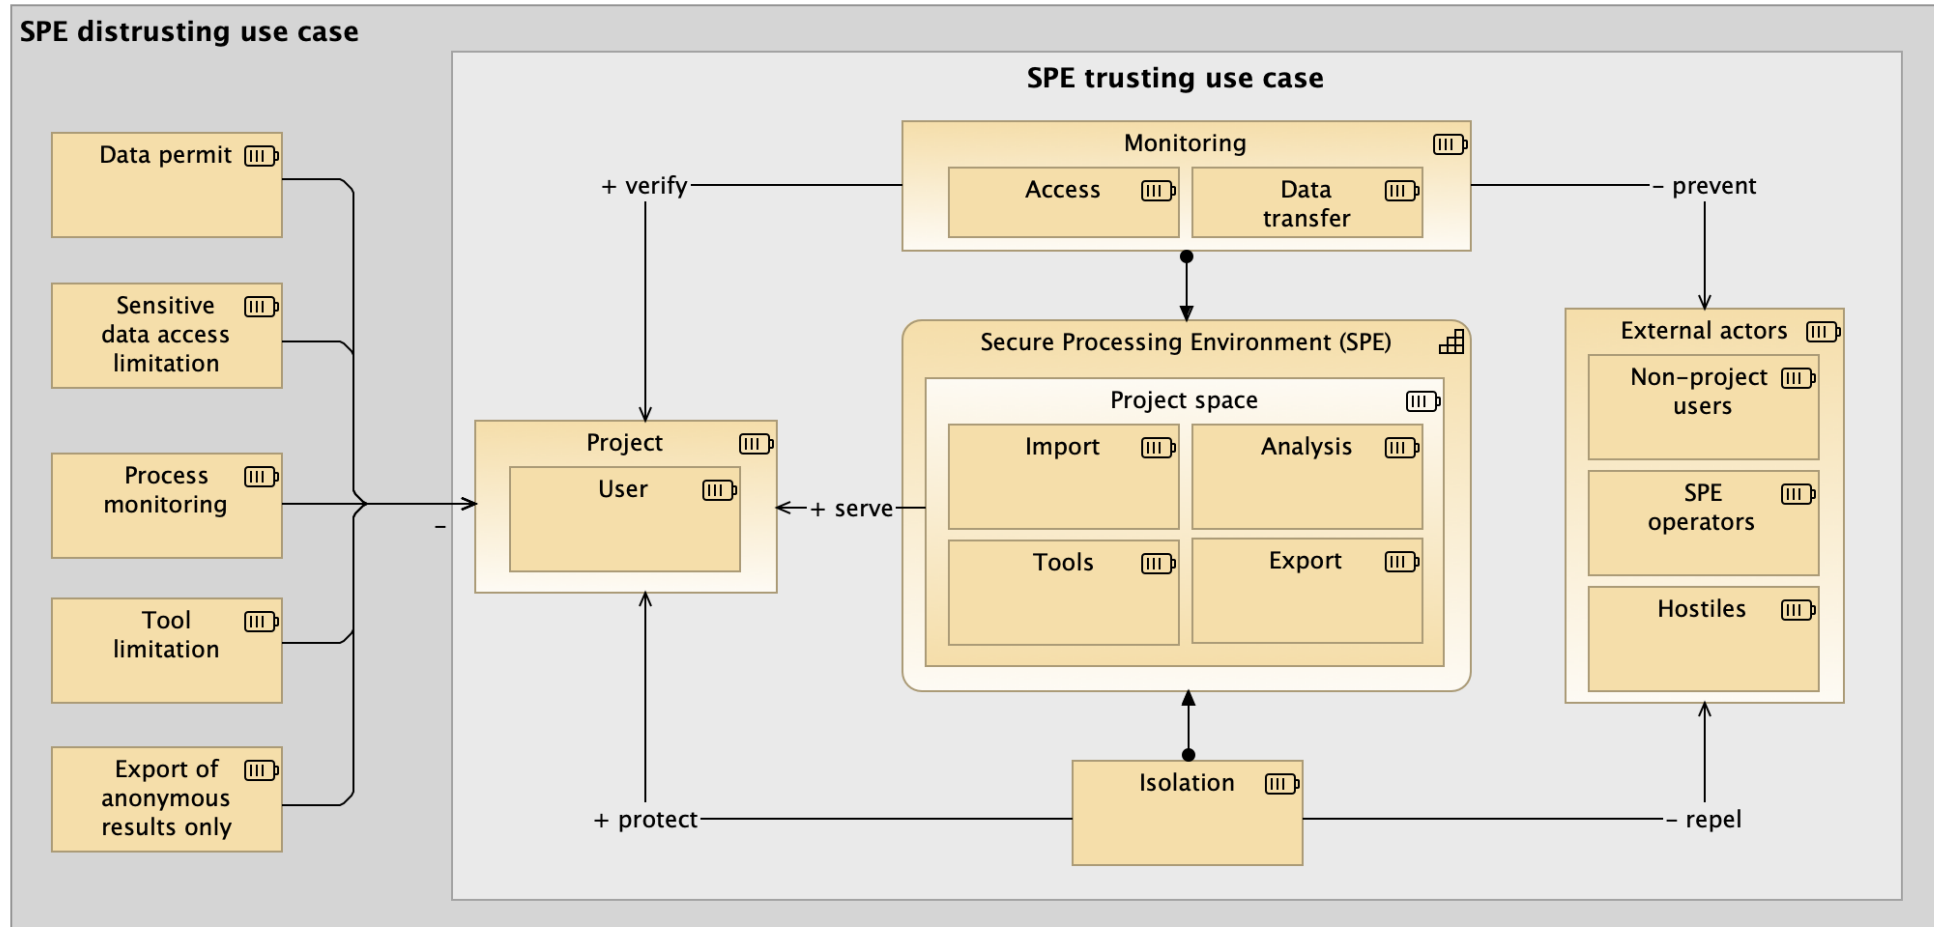 SPE distrusting use case
SPE trusting use case
Data permit
Sensitive
data access
limitation
Process
monitoring
Tool
limitation
Export of
anonymous
results only
–
+ verify
Monitoring
Access
Data
transfer
– prevent
Project
User
+ serve
Secure Processing Environment (SPE)
Project space
Import
Analysis
Tools
Export
External actors
Non-project
users
SPE
operators
Hostiles
+ protect
Isolation
– repel